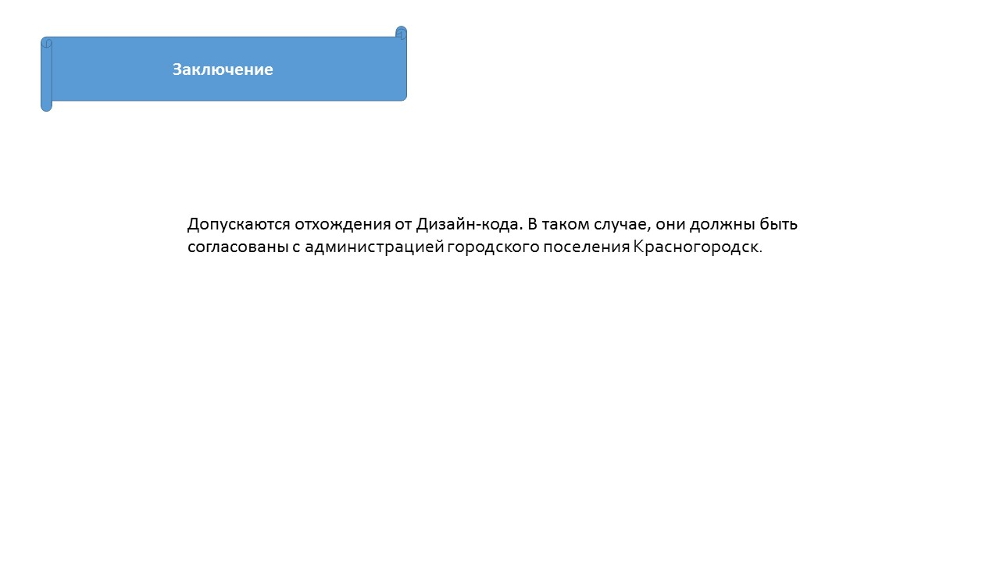 Заключение
Допускаются отхождения от Дизайн-кода. В таком случае, они должны быть
согласованы с администрацией городского поселения Красногородск.